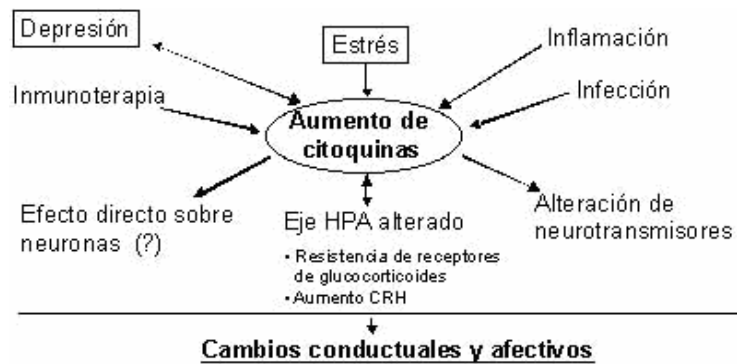 Depresión
Estrés
Inflamación
Inmunoterapia
Infección
Aumento de
citoquinas
Efecto directo sobre
neuronas (?)
Eje HPA alterado
• Resistencia de receptores
de glucocorticoides
• Aumento CRH
Alteración de
neurotransmisores
Cambios conductuales y afectivos